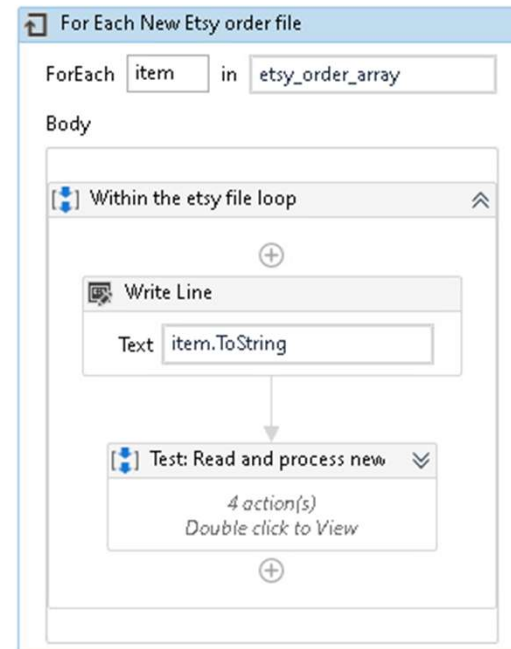 For Each New Etsy order file
ForEach item in etsy_order_array
Body
Within the etsy file loop
Write Line
Text item.ToString
Test: Read and process new
4 action(s)
Double click to View